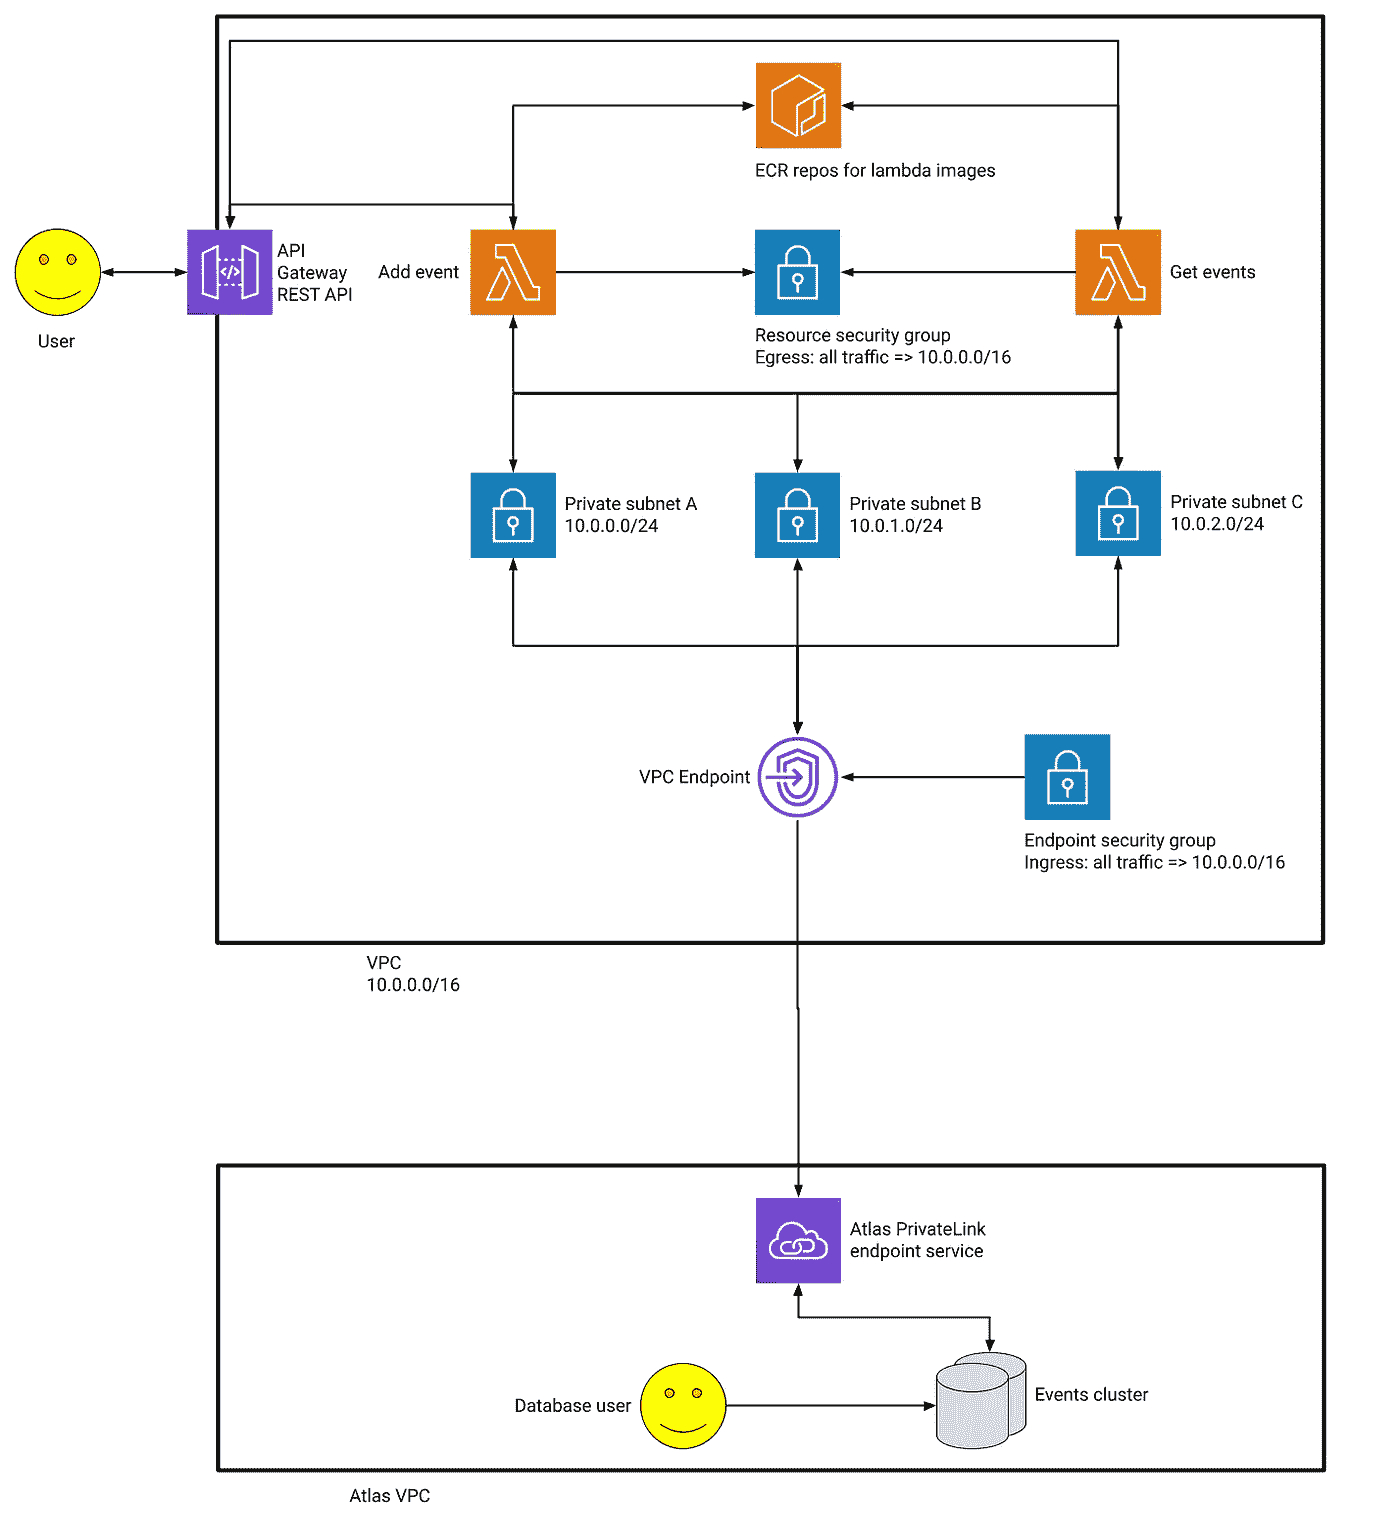 ECR repos for lambda images
User
API
Gateway
REST API
</>
Add event
Get events
Resource security group
Egress: all traffic => 10.0.0.0/16
Private subnet A
10.0.0.0/24
Private subnet B
10.0.1.0/24
Private subnet C
10.0.2.0/24
VPC Endpoint
Endpoint security group
Ingress: all traffic => 10.0.0.0/16
VPC
10.0.0.0/16
Atlas PrivateLink
endpoint service
Database user
Events cluster
Atlas VPC